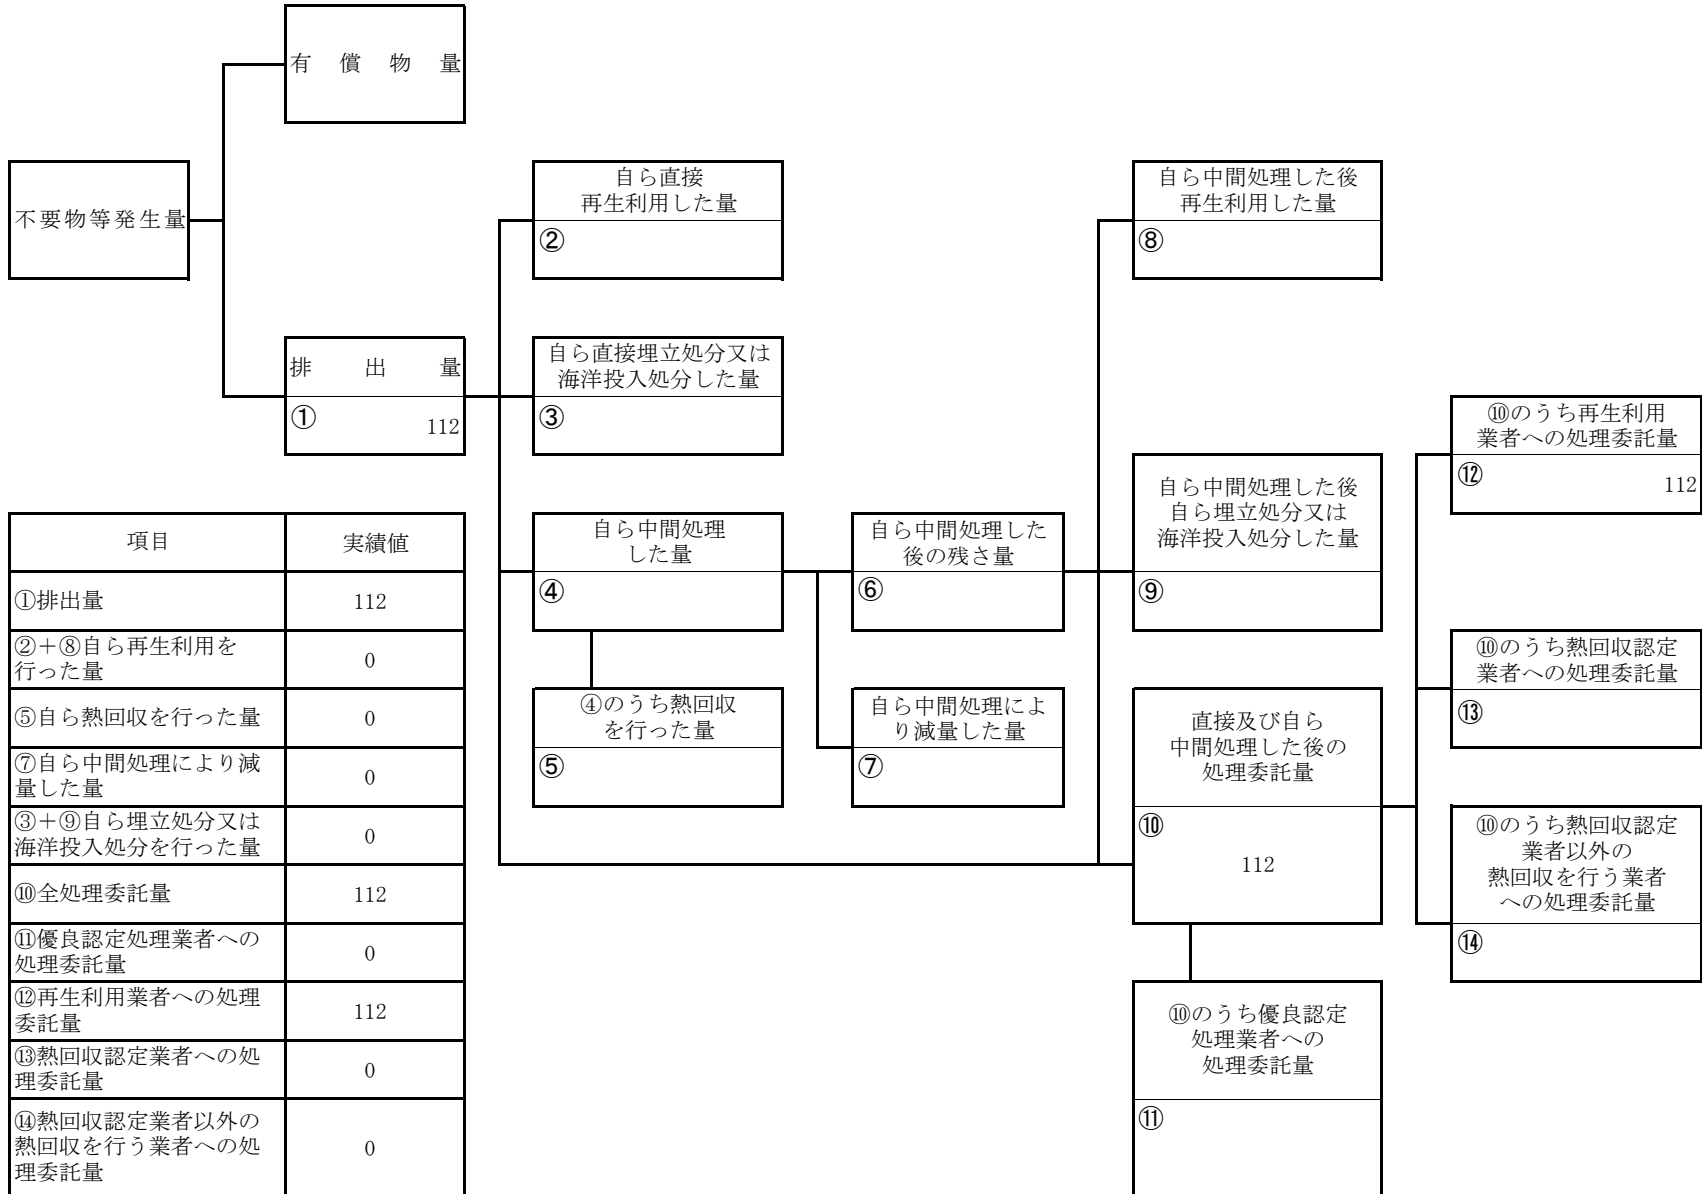 有償物量
不要物等発生量
自ら直接
再生利用した量
②
自ら中間処理した後
再生利用した量
⑧
排出量
①
112
自ら直接埋立処分又は
海洋投入処分した量
③
⑩のうち再生利用
業者への処理委託量
⑫
112
自ら中間処理
した量
④
自ら中間処理した
後の残さ量
⑥
自ら中間処理した後
自ら埋立処分又は
海洋投入処分した量
⑨
⑩のうち熱回収認定
業者への処理委託量
⑬
④のうち熱回収
を行った量
⑤
自ら中間処理によ
り減量した量
⑦
直接及び自ら
中間処理した後の
処理委託量
⑩
112
⑩のうち熱回収認定
業者以外の
熱回収を行う業者
への処理委託量
⑭
⑩のうち優良認定
処理業者への
処理委託量
⑪
項目 実績値
①排出量 112
②+⑧自ら再生利用を
行った量 0
⑤自ら熱回収を行った量 0
⑦自ら中間処理により減
量した量 0
③+⑨自ら埋立処分又は
海洋投入処分を行った量 0
⑩全処理委託量 112
⑪優良認定処理業者への
処理委託量 0
⑫再生利用業者への処理
委託量 112
⑬熱回収認定業者への処
理委託量 0
⑭熱回収認定業者以外の
熱回収を行う業者への処
理委託量 0